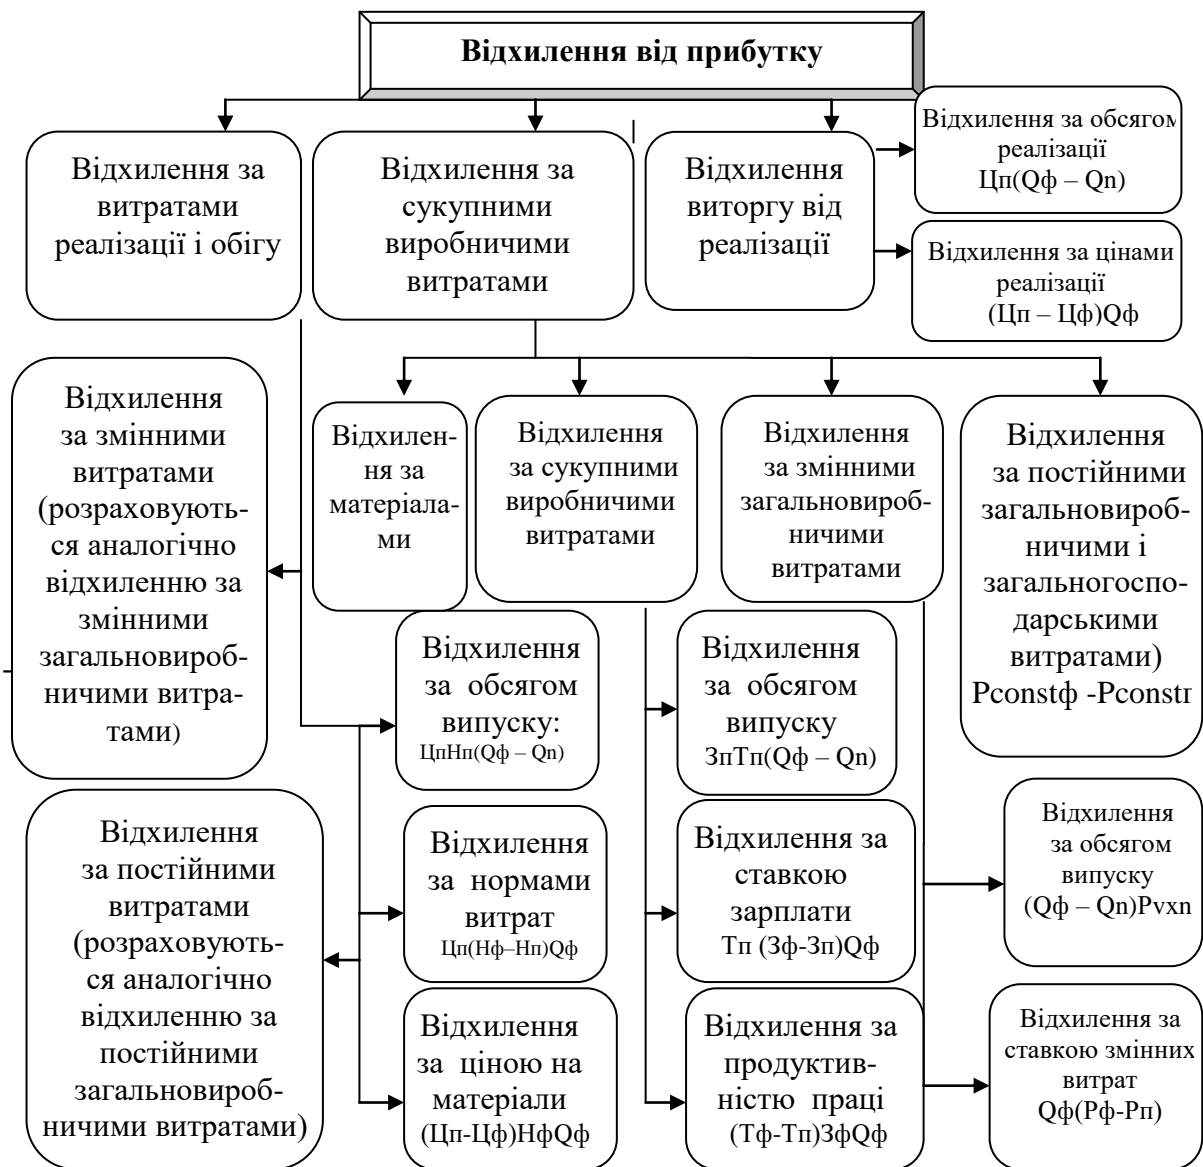 Відхилення від прибутку
Відхилення за
витратами
реалізації і обігу
Відхилення за
сукупними
виробничими
витратами
Відхилення
виторгу від
реалізації
Відхилення за обсягом
реалізації
Цп(Qф – Qп)
Відхилення за цінами
реалізації
(Цп – Цф)Qф
Відхилення
за змінними
витратами
(розраховують-
ся аналогічно
відхиленню за
змінними
загальновироб-
ничими витра-
тами)
Відхилен-
ня за
матеріала-
ми
Відхилення
за сукупними
виробничими
витратами
Відхилення
за змінними
загальновироб-
ничими
витратами
Відхилення
за постійними
загальновироб-
ничими і
загальногоспо-
дарськими
витратами)
Pconstф -Pconstп
Відхилення
за обсягом
випуску:
ЦпНп(Qф – Qп)
Відхилення
за обсягом
випуску
ЗпТп(Qф – Qп)
Відхилення
за постійними
витратами
(розраховують-
ся аналогічно
відхиленню за
постійними
загальновироб-
ничими витратами)
Відхилення
за нормами
витрат
Цп(Нф–Нп)Qф
Відхилення за
ставкою
зарплати
Тп (Зф-Зп)Qф
Відхилення
за обсягом
випуску
(Qф – Qп)Pvxn
Відхилення
за ціною на
матеріали
(Цп-Цф)НфQф
Відхилення за
продуктив-
ністю праці
(Тф-Тп)ЗфQф
Відхилення за
ставкою змінних
витрат
Qф(Рф-Рп)